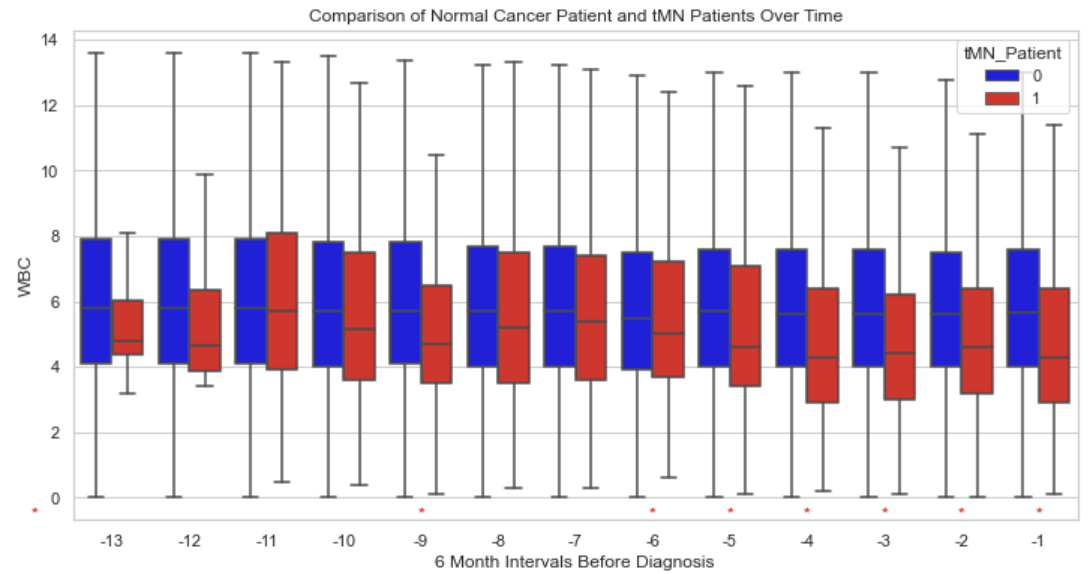 Comparison of Normal Cancer Patient and tMN Patients Over Time
tMN_Patient
0
1
14
12
10
8
6
4
2
0
WBC
* * * * * * * *
-13 -12 -11 -10 -9 -8 -7 -6 -5 -4 -3 -2 -1
6 Month Intervals Before Diagnosis